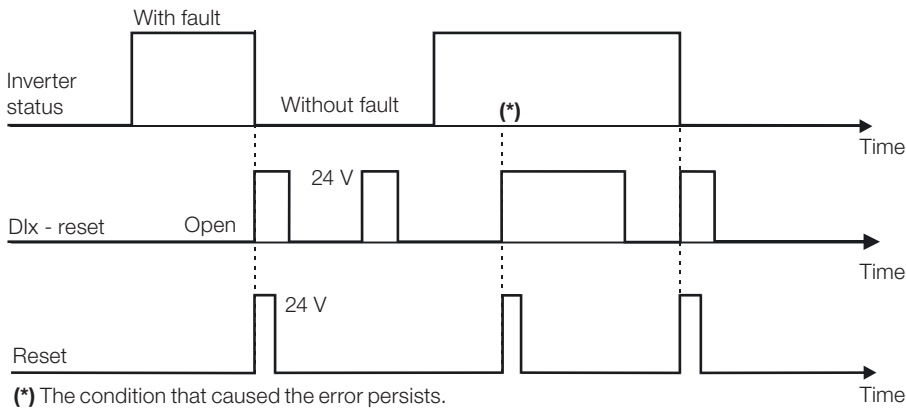 With fault
Inverter
status
Without fault
(*)
Time
24 V
DIx - reset
Open
Time
24 V
Reset
(*) The condition that caused the error persists.
Time